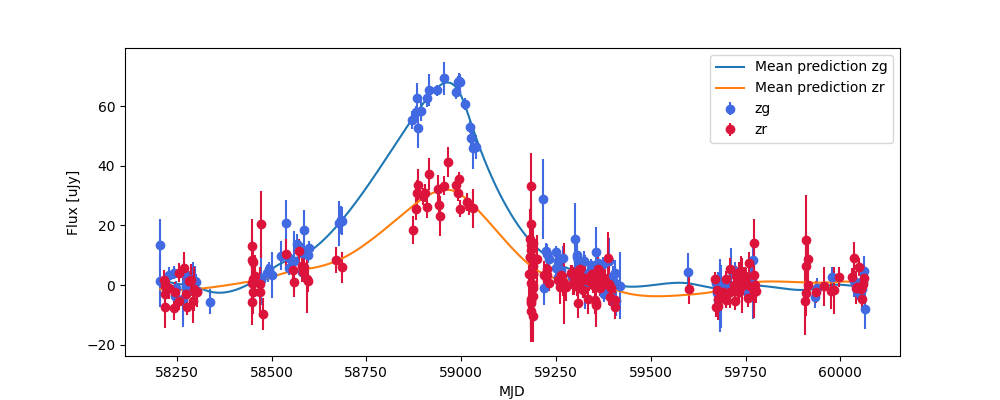 Mean prediction zg
Mean prediction zr
zg
zr
Flux [uJy]
60
40
20
0
−20
58250 58500 58750 59000 59250 59500 59750 60000
MJD